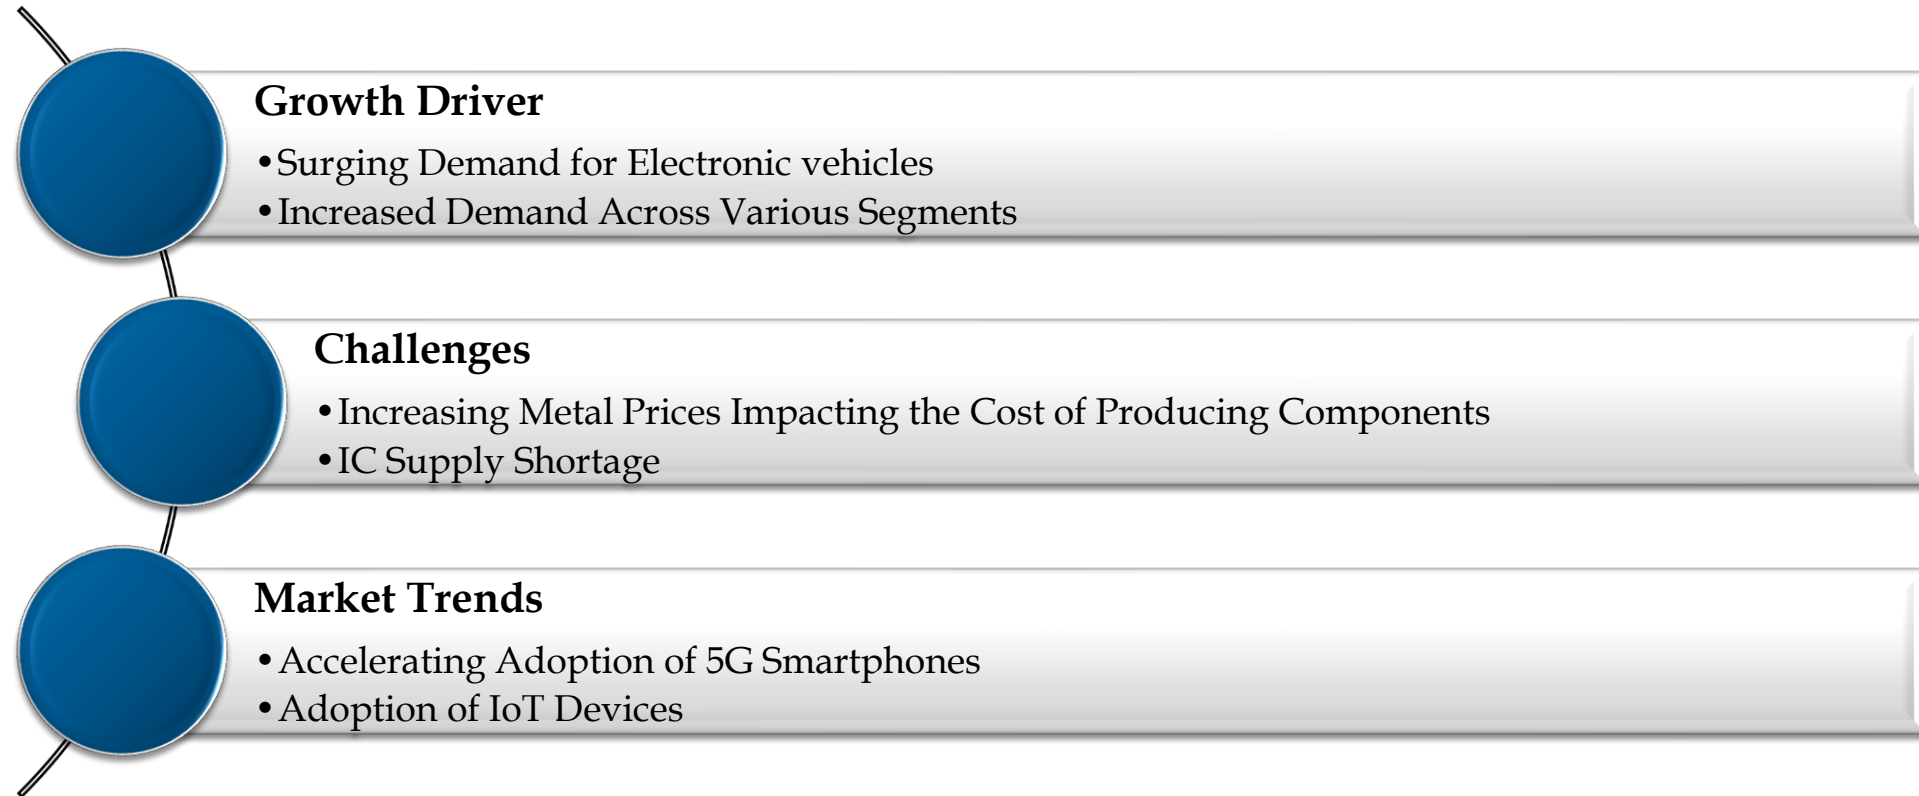 Growth Driver
•Surging Demand for Electronic vehicles
•Increased Demand Across Various Segments
Challenges
•Increasing Metal Prices Impacting the Cost of Producing Components
•IC Supply Shortage
Market Trends
•Accelerating Adoption of 5G Smartphones
•Adoption of IoT Devices